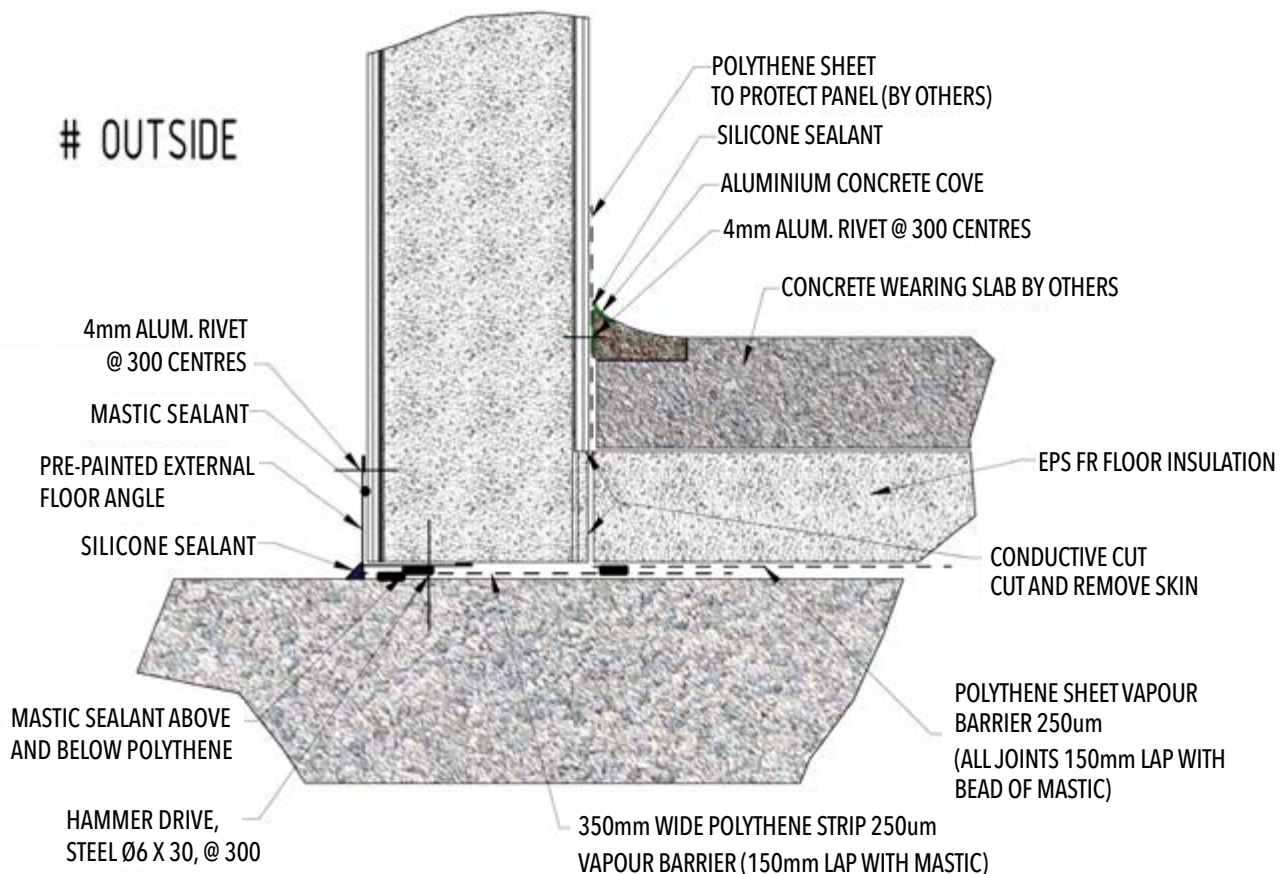 # OUTSIDE
POLYTHENE SHEET
TO PROTECT PANEL (BY OTHERS)
SILICONE SEALANT
ALUMINIUM CONCRETE COVE
4mm ALUM. RIVET @ 300 CENTRES
CONCRETE WEARING SLAB BY OTHERS
4mm ALUM. RIVET
@ 300 CENTRES
MASTIC SEALANT
PRE-PAINTED EXTERNAL
FLOOR ANGLE
SILICONE SEALANT
EPS FR FLOOR INSULATION
CONDUCTIVE CUT
CUT AND REMOVE SKIN
MASTIC SEALANT ABOVE
AND BELOW POLYTHENE
POLYTHENE SHEET VAPOUR
BARRIER 250um
(ALL JOINTS 150mm LAP WITH
BEAD OF MASTIC)
HAMMER DRIVE,
STEEL Ø6 X 30, @ 300
350mm WIDE POLYTHENE STRIP 250um
VAPOUR BARRIER (150mm LAP WITH MASTIC)